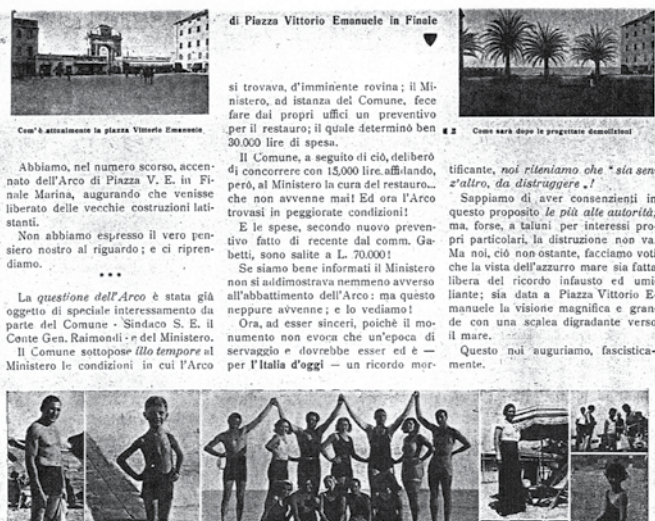 di Piazza Vittorio Emanuele in Finale
Com'è attualmente la piazza Vittorio Emanuele
Come sarà dopo le progettate demolizioni
Abbiamo, nel numero scorso, accen-
nato dell'Arco di Piazza V. E. in Fi-
nale Marina, augurando che venisse
liberato delle vecchie costruzioni lati-
stanti.
Non abbiamo espresso il vero pen-
siero nostro al riguardo; e ci ripren-
diamo.
***
La questione dell'Arco è stata già
oggetto di speciale interessamento da
parte del Comune - Sindaco S. E. il
Conte Gen. Raimondi - e del Ministero.
Il Comune sottopose illo tempore al
Ministero le condizioni in cui l'Arco
si trovava, d'imminente rovina; il Mi-
nistero, ad istanza del Comune, fece
fare dai propri uffici un preventivo
per il restauro; il quale determinò ben
30.000 lire di spesa.
Il Comune, a seguito di ciò, deliberò
di concorrere con 15,000 lire, affidando,
però, al Ministero la cura del restauro...
che non avvenne mai! Ed ora l'Arco
trovasi in peggiorate condizioni!
E le spese, secondo nuovo preven-
tivo fatto di recente dal comm. Ga-
betti, sono salite a L. 70.000!
Se siamo bene informati il Ministero
non si addimostrava nemmeno avverso
all'abbattimento dell'Arco: ma questo
neppure avvenne; e lo vediamo!
Ora, ad esser sinceri, poichè il mo-
numento non evoca che un'epoca di
servaggio e dovrebbe esser ed è —
per l'Italia d'oggi — un ricordo mor-
tificante, noi riteniamo che "sia sen-
z'altro, da distruggere„!
Sappiamo di aver consenzienti in
questo proposito le più alte autorità,
ma, forse, a taluni per interessi pro-
pri particolari, la distruzione non va.
Ma noi, ciò non ostante, facciamo voti
che la vista dell'azzurro mare sia fatta
libera del ricordo infausto ed umi-
liante; sia data a Piazza Vittorio E-
manuele la visione magnifica e gran-
de con una scalea digradante verso
il mare.
Questo noi auguriamo, fascistica-
mente.